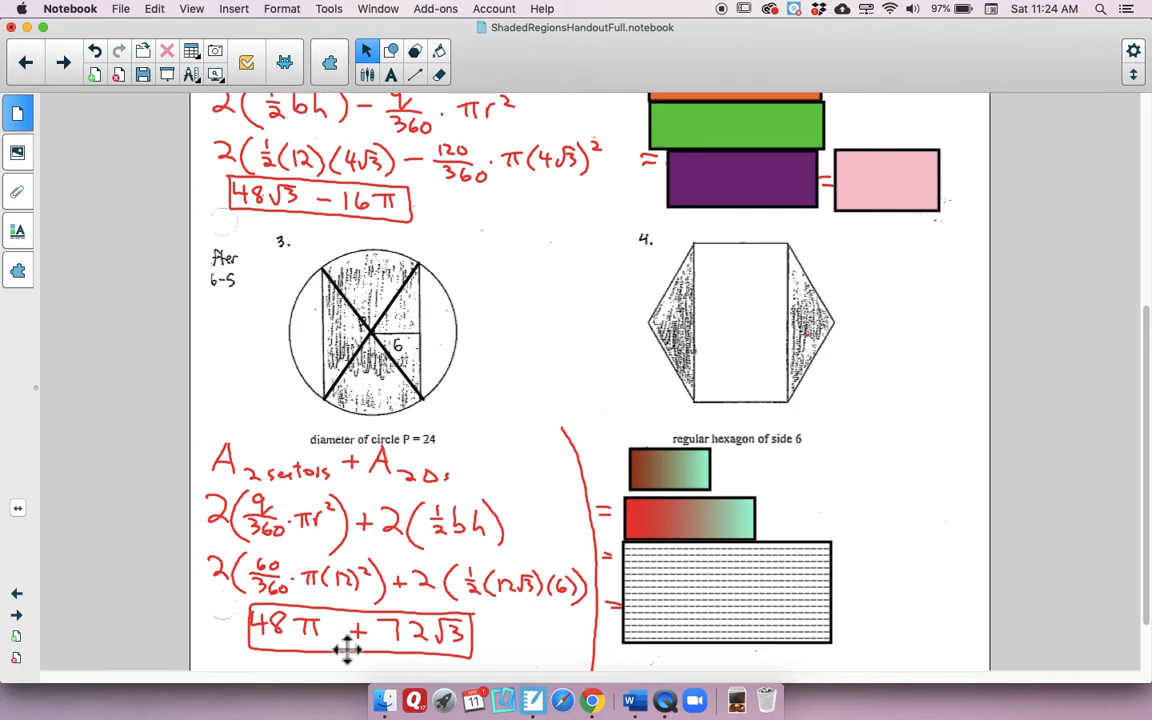 Notebook File Edit View Insert Format Tools Window Add-ons Account Help 97% Sat 11:24 AM
ShadedRegionsHandoutFull.notebook
2(½bh) − q/360 · πr²
2(½(12)(4√3) − 120/360 · π(4√3)²
≈
48√3 − 16π
=
3.
4.
6-5
6
diameter of circle P = 24
regular hexagon of side 6
A 2 sectors + A 2 Δs
2(q/360 · πr²) + 2(½bh)
=
2(60/360 · π(12)²) + 2(½(12√3)(6))
=
48π + 72√3
=